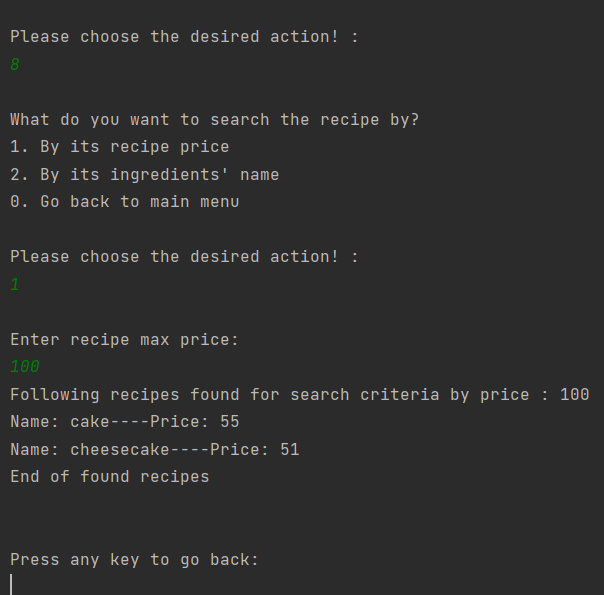 Please choose the desired action! :
8
What do you want to search the recipe by?
1. By its recipe price
2. By its ingredients' name
0. Go back to main menu
Please choose the desired action! :
1
Enter recipe max price:
100
Following recipes found for search criteria by price : 100
Name: cake----Price: 55
Name: cheesecake----Price: 51
End of found recipes
Press any key to go back: